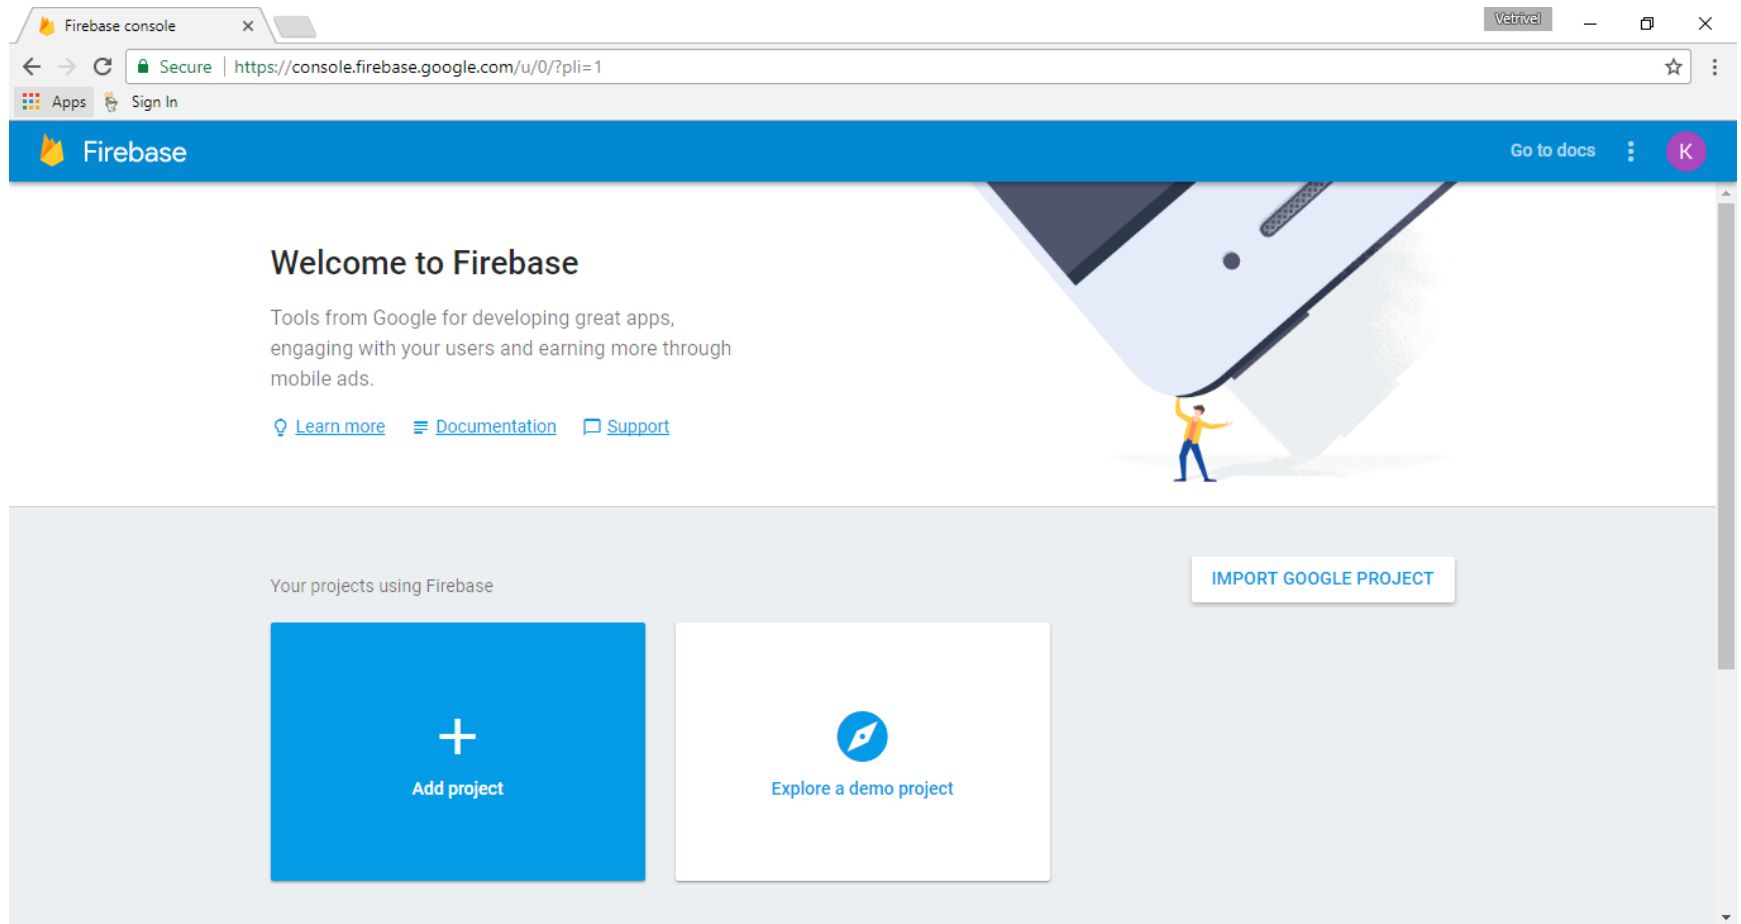 Firebase console
Vetrivel
Secure | https://console.firebase.google.com/u/0/?pli=1
Apps Sign In
Firebase
Go to docs
K
Welcome to Firebase
Tools from Google for developing great apps,
engaging with your users and earning more through
mobile ads.
Learn more Documentation Support
Your projects using Firebase
IMPORT GOOGLE PROJECT
Add project
Explore a demo project